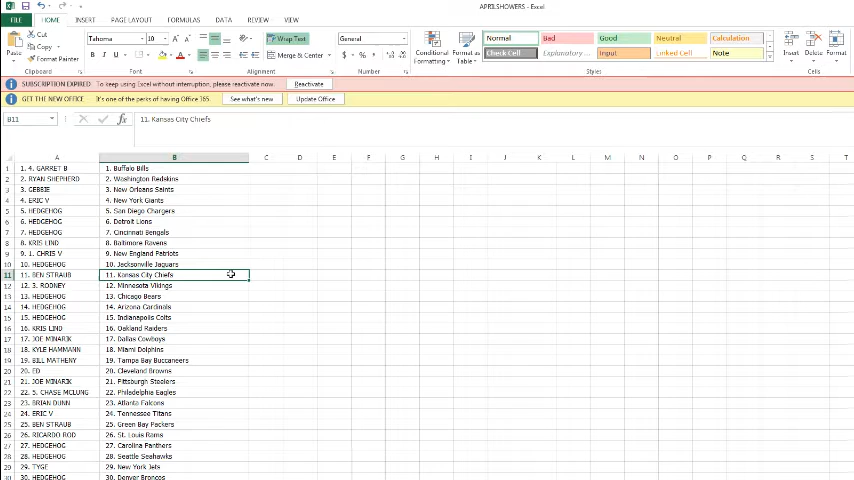 APRILSHOWERS - Excel
FILE HOME INSERT PAGE LAYOUT FORMULAS DATA REVIEW VIEW
Paste
Cut
Copy
Format Painter
Clipboard
Tahoma 10
B I U
Font
Wrap Text
Merge & Center
Alignment
General
$ % ,
Number
Conditional Formatting
Format as Table
Normal Bad Good Neutral Calculation
Check Cell Explanatory ... Input Linked Cell Note
Styles
Insert Delete Format
Cells
SUBSCRIPTION EXPIRED To keep using Excel without interruption, please reactivate now. Reactivate
GET THE NEW OFFICE It's one of the perks of having Office 365. See what's new Update Office
B11 fx 11. Kansas City Chiefs
A B C D E F G H I J K L M N O P Q R S T
1 1. 4. GARRET B 1. Buffalo Bills
2 2. RYAN SHEPHERD 2. Washington Redskins
3 3. GEBBIE 3. New Orleans Saints
4 4. ERIC V 4. New York Giants
5 5. HEDGEHOG 5. San Diego Chargers
6 6. HEDGEHOG 6. Detroit Lions
7 7. HEDGEHOG 7. Cincinnati Bengals
8 8. KRIS LIND 8. Baltimore Ravens
9 9. 1. CHRIS V 9. New England Patriots
10 10. HEDGEHOG 10. Jacksonville Jaguars
11 11. BEN STRAUB 11. Kansas City Chiefs
12 12. 3. RODNEY 12. Minnesota Vikings
13 13. HEDGEHOG 13. Chicago Bears
14 14. HEDGEHOG 14. Arizona Cardinals
15 15. HEDGEHOG 15. Indianapolis Colts
16 16. KRIS LIND 16. Oakland Raiders
17 17. JOE MINARIK 17. Dallas Cowboys
18 18. KYLE HAMMANN 18. Miami Dolphins
19 19. BILL MATHENY 19. Tampa Bay Buccaneers
20 20. ED 20. Cleveland Browns
21 21. JOE MINARIK 21. Pittsburgh Steelers
22 22. 5. CHASE MCLUNG 22. Philadelphia Eagles
23 23. BRIAN DUNN 23. Atlanta Falcons
24 24. ERIC V 24. Tennessee Titans
25 25. BEN STRAUB 25. Green Bay Packers
26 26. RICARDO ROD 26. St. Louis Rams
27 27. HEDGEHOG 27. Carolina Panthers
28 28. HEDGEHOG 28. Seattle Seahawks
29 29. TYGE 29. New York Jets
30 30. HEDGEHOG 30. Denver Broncos